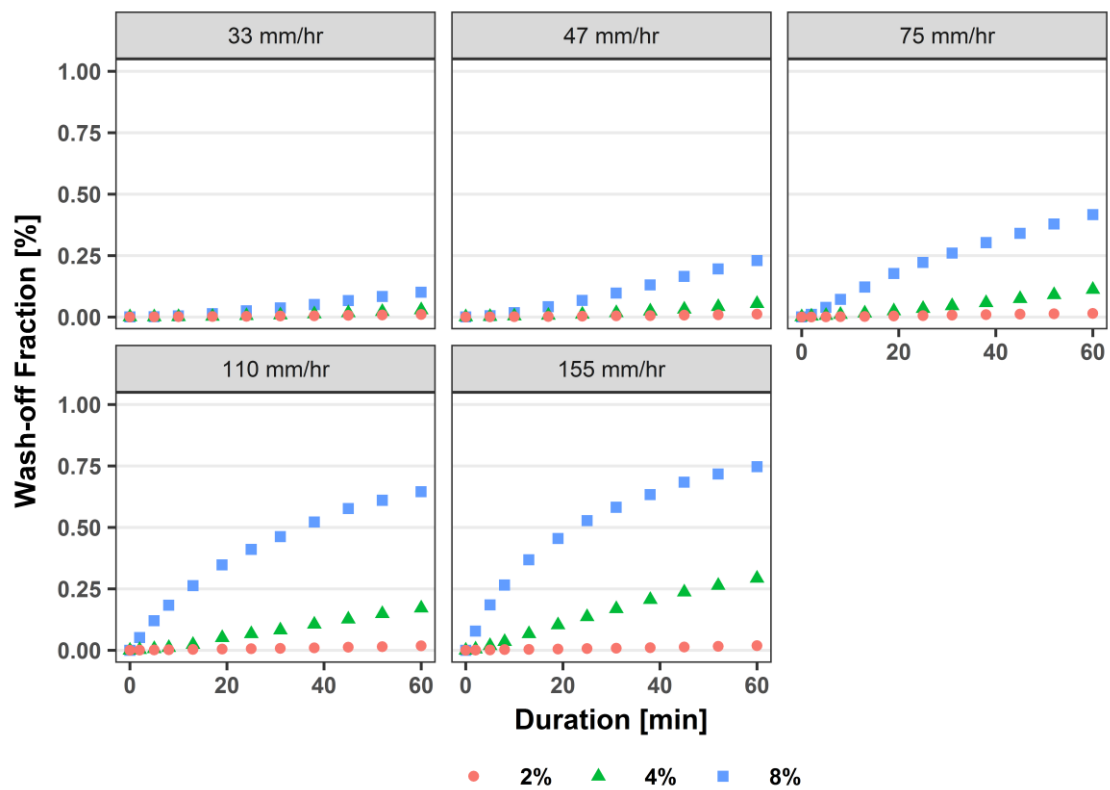 33 mm/hr
47 mm/hr
75 mm/hr
1.00
0.75
0.50
0.25
0.00
0 20 40 60
110 mm/hr
155 mm/hr
1.00
0.75
0.50
0.25
0.00
0 20 40 60
0 20 40 60
Wash-off Fraction [%]
Duration [min]
2% 4% 8%